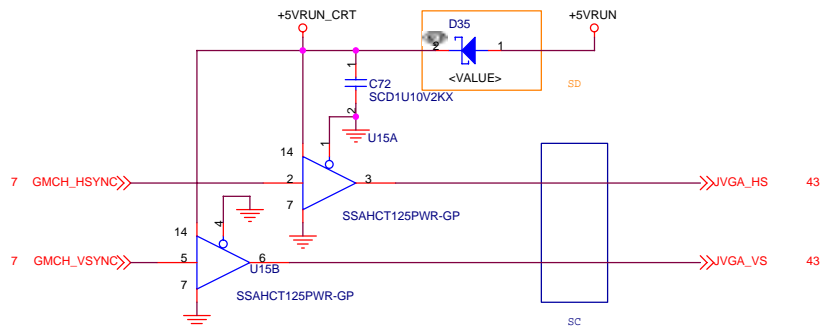 +5VRUN_CRT
D35
+5VRUN
2
1
<VALUE>
SD
1
C72
SCD1U10V2KX
2
1
U15A
14
7
GMCH_HSYNC
2
3
JVGA_HS
43
7
SSAHCT125PWR-GP
4
14
7
GMCH_VSYNC
5
6
JVGA_VS
43
U15B
7
SSAHCT125PWR-GP
SC